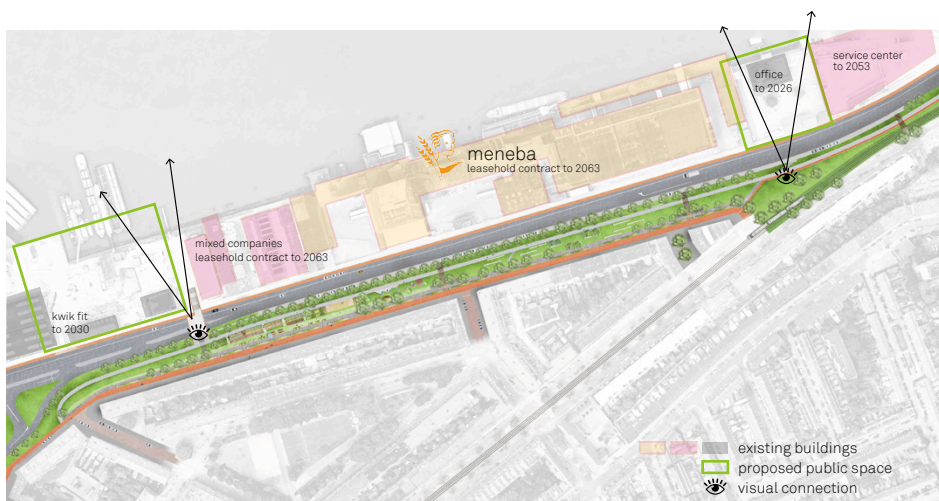 office
to 2026
service center
to 2053
meneba
leasehold contract to 2063
mixed companies
leasehold contract to 2063
kwik fit
to 2030
existing buildings
proposed public space
visual connection